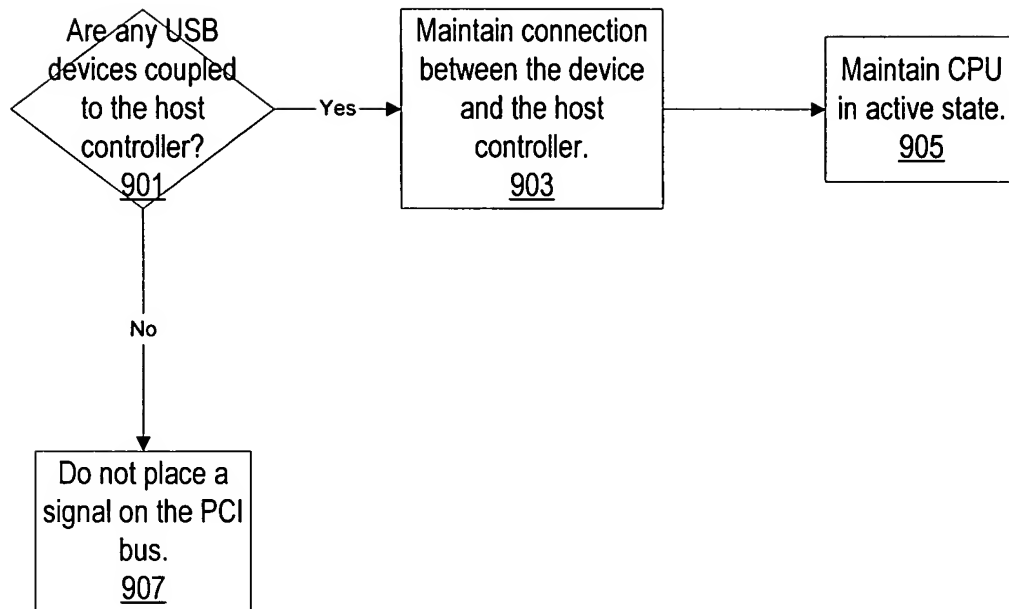 Are any USB
devices coupled
to the host
controller?
901
Yes
Maintain connection
between the device
and the host
controller.
903
Maintain CPU
in active state.
905
No
Do not place a
signal on the PCI
bus.
907